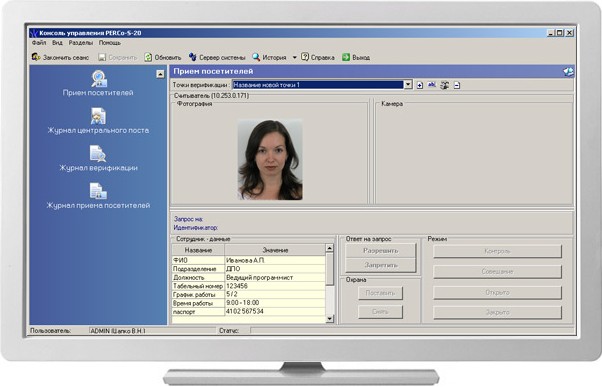 Консоль управления PERCo-S-20
Файл Вид Разделы Помощь
Закончить сеанс Сохранить Обновить Сервер системы История Справка Выход
Прием посетителей
Журнал центрального поста
Журнал верификации
Журнал приема посетителей
Прием посетителей
Точки верификации - Название новой точки 1
Считыватель (10.253.0.171)
Фотография
Камера
Запрос на:
Идентификатор:
Сотрудник - данные
Название Значение
ФИО Иванова А.П.
Подразделение ДПО
Должность Ведущий программист
Табельный номер 123456
График работы 5 / 2
Время работы 9.00 - 18.00
паспорт 4102 567534
Ответ на запрос
Разрешить
Запретить
Охрана
Поставить
Снять
Режим
Контроль
Совещание
Открыто
Закрыто
Пользователь: ADMIN (Цапко В.Н.) Статус: